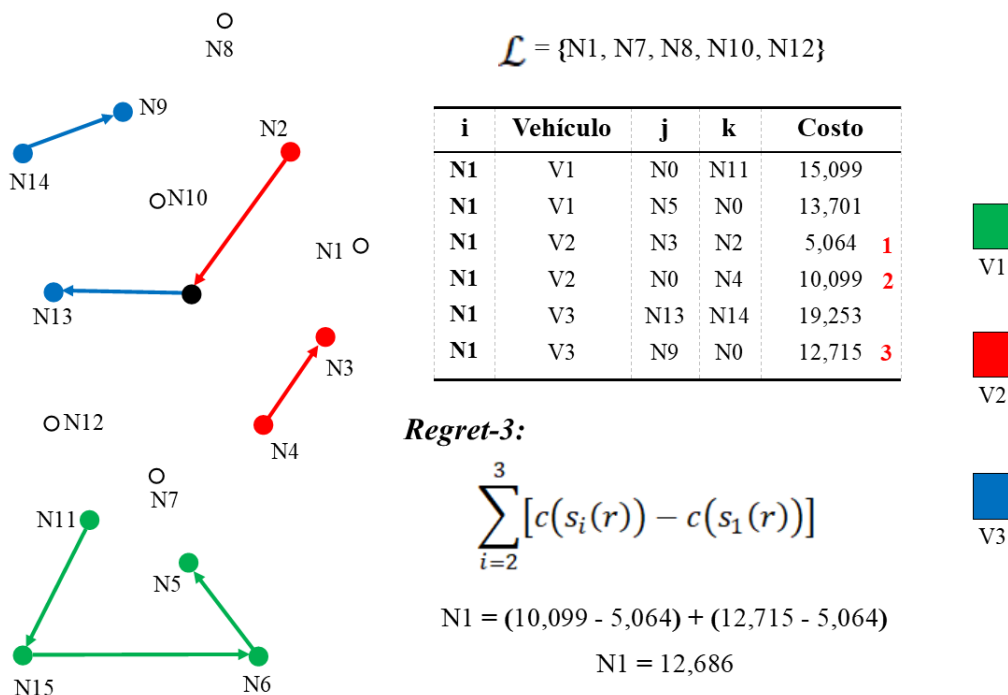 N8
N9
N2
N14
N10
N1
N13
N3
N12
N4
N7
N11
N5
N15
N6
ℒ = {N1, N7, N8, N10, N12}
i Vehículo j k Costo
N1 V1 N0 N11 15,099
N1 V1 N5 N0 13,701
N1 V2 N3 N2 5,064 1
N1 V2 N0 N4 10,099 2
N1 V3 N13 N14 19,253
N1 V3 N9 N0 12,715 3
Regret-3:
3
∑[c(sᵢ(r)) − c(s₁(r))]
i=2
N1 = (10,099 - 5,064) + (12,715 - 5,064)
N1 = 12,686
V1
V2
V3